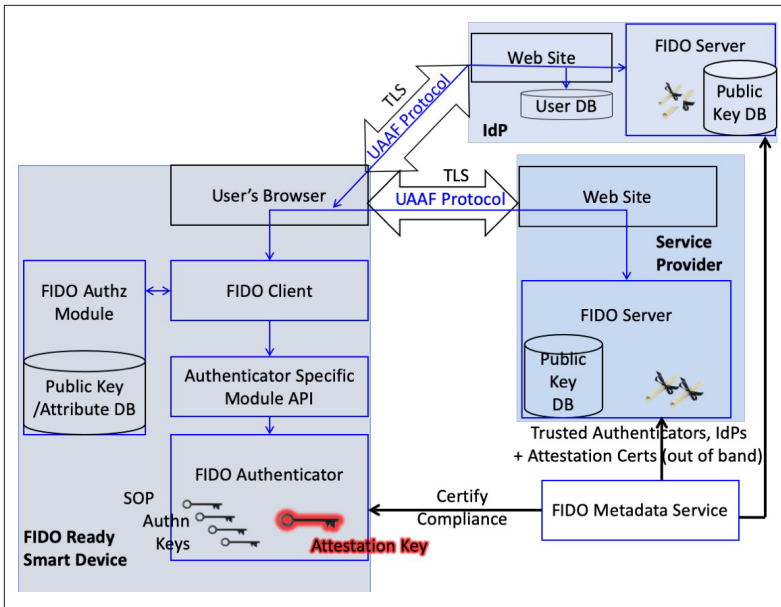 Web Site
FIDO Server
User DB
Public
Key DB
IdP
TLS
UAAF Protocol
User's Browser
TLS
UAAF Protocol
Web Site
Service
Provider
FIDO Authz
Module
FIDO Client
FIDO Server
Public Key
/Attribute DB
Authenticator Specific
Module API
Public
Key
DB
Trusted Authenticators, IdPs
+ Attestation Certs (out of band)
FIDO Authenticator
SOP
Authn
Keys
Attestation Key
Certify
Compliance
FIDO Metadata Service
FIDO Ready
Smart Device